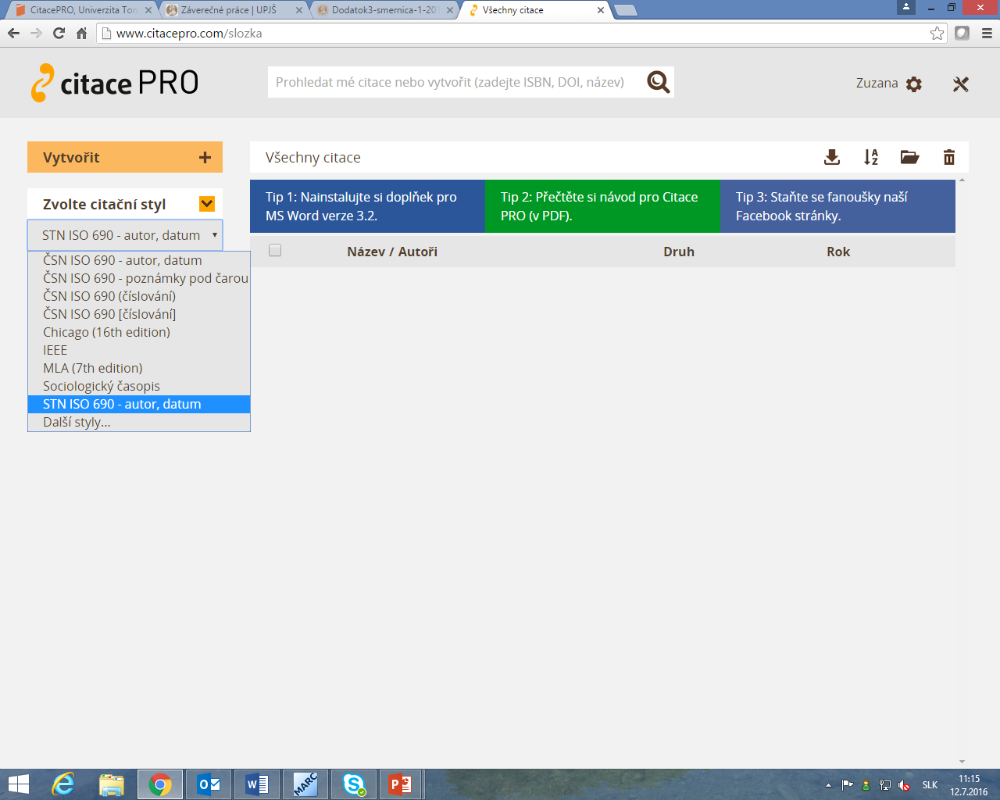 CitacePRO, Univerzita Ton
Záverečné práce | UPJŠ
Dodatok3-smernica-1-201
Všechny citace
www.citacepro.com/slozka
citace PRO
Prohledat mé citace nebo vytvořit (zadejte ISBN, DOI, název)
Zuzana
Vytvořit
Všechny citace
Zvolte citační styl
Tip 1: Nainstalujte si doplňek pro
MS Word verze 3.2.
Tip 2: Přečtěte si návod pro Citace
PRO (v PDF).
Tip 3: Staňte se fanoušky naší
Facebook stránky.
STN ISO 690 - autor, datum
Název / Autoři
Druh
Rok
ČSN ISO 690 - autor, datum
ČSN ISO 690 - poznámky pod čarou
ČSN ISO 690 (číslování)
ČSN ISO 690 [číslování]
Chicago (16th edition)
IEEE
MLA (7th edition)
Sociologický časopis
STN ISO 690 - autor, datum
Další styly...
MARC
SLK
11:15
12.7.2016